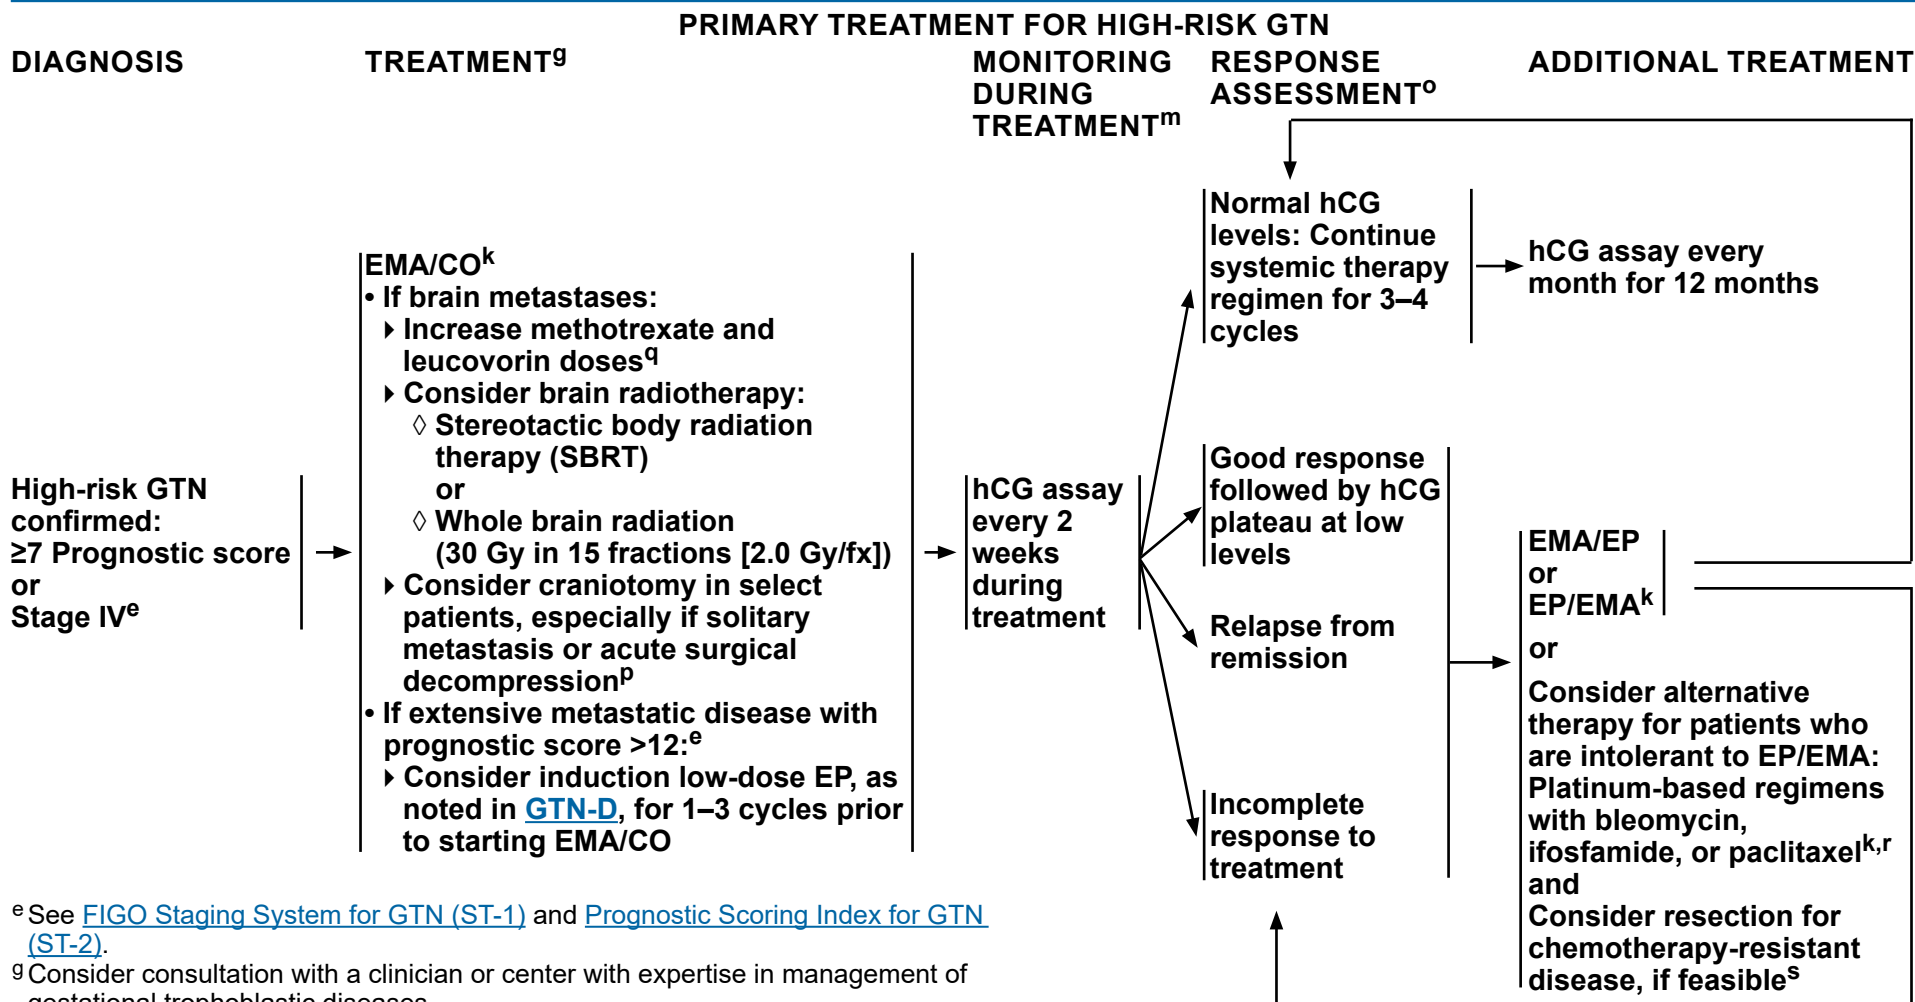 PRIMARY TREATMENT FOR HIGH-RISK GTN
DIAGNOSIS
TREATMENTg
MONITORING
DURING
TREATMENTm
RESPONSE
ASSESSMENTo
ADDITIONAL TREATMENT
High-risk GTN
confirmed:
≥7 Prognostic score
or
Stage IVe
EMA/COk
• If brain metastases:
Increase methotrexate and
leucovorin dosesq
Consider brain radiotherapy:
◊ Stereotactic body radiation
therapy (SBRT)
or
◊ Whole brain radiation
(30 Gy in 15 fractions [2.0 Gy/fx])
Consider craniotomy in select
patients, especially if solitary
metastasis or acute surgical
decompressionp
• If extensive metastatic disease with
prognostic score >12:e
Consider induction low-dose EP, as
noted in GTN-D, for 1–3 cycles prior
to starting EMA/CO
hCG assay
every 2
weeks
during
treatment
Normal hCG
levels: Continue
systemic therapy
regimen for 3–4
cycles
hCG assay every
month for 12 months
Good response
followed by hCG
plateau at low
levels
Relapse from
remission
Incomplete
response to
treatment
EMA/EP
or
EP/EMAk
or
Consider alternative
therapy for patients who
are intolerant to EP/EMA:
Platinum-based regimens
with bleomycin,
ifosfamide, or paclitaxelk,r
and
Consider resection for
chemotherapy-resistant
disease, if feasibles
e See FIGO Staging System for GTN (ST-1) and Prognostic Scoring Index for GTN
(ST-2).
g Consider consultation with a clinician or center with expertise in management of
gestational trophoblastic diseases